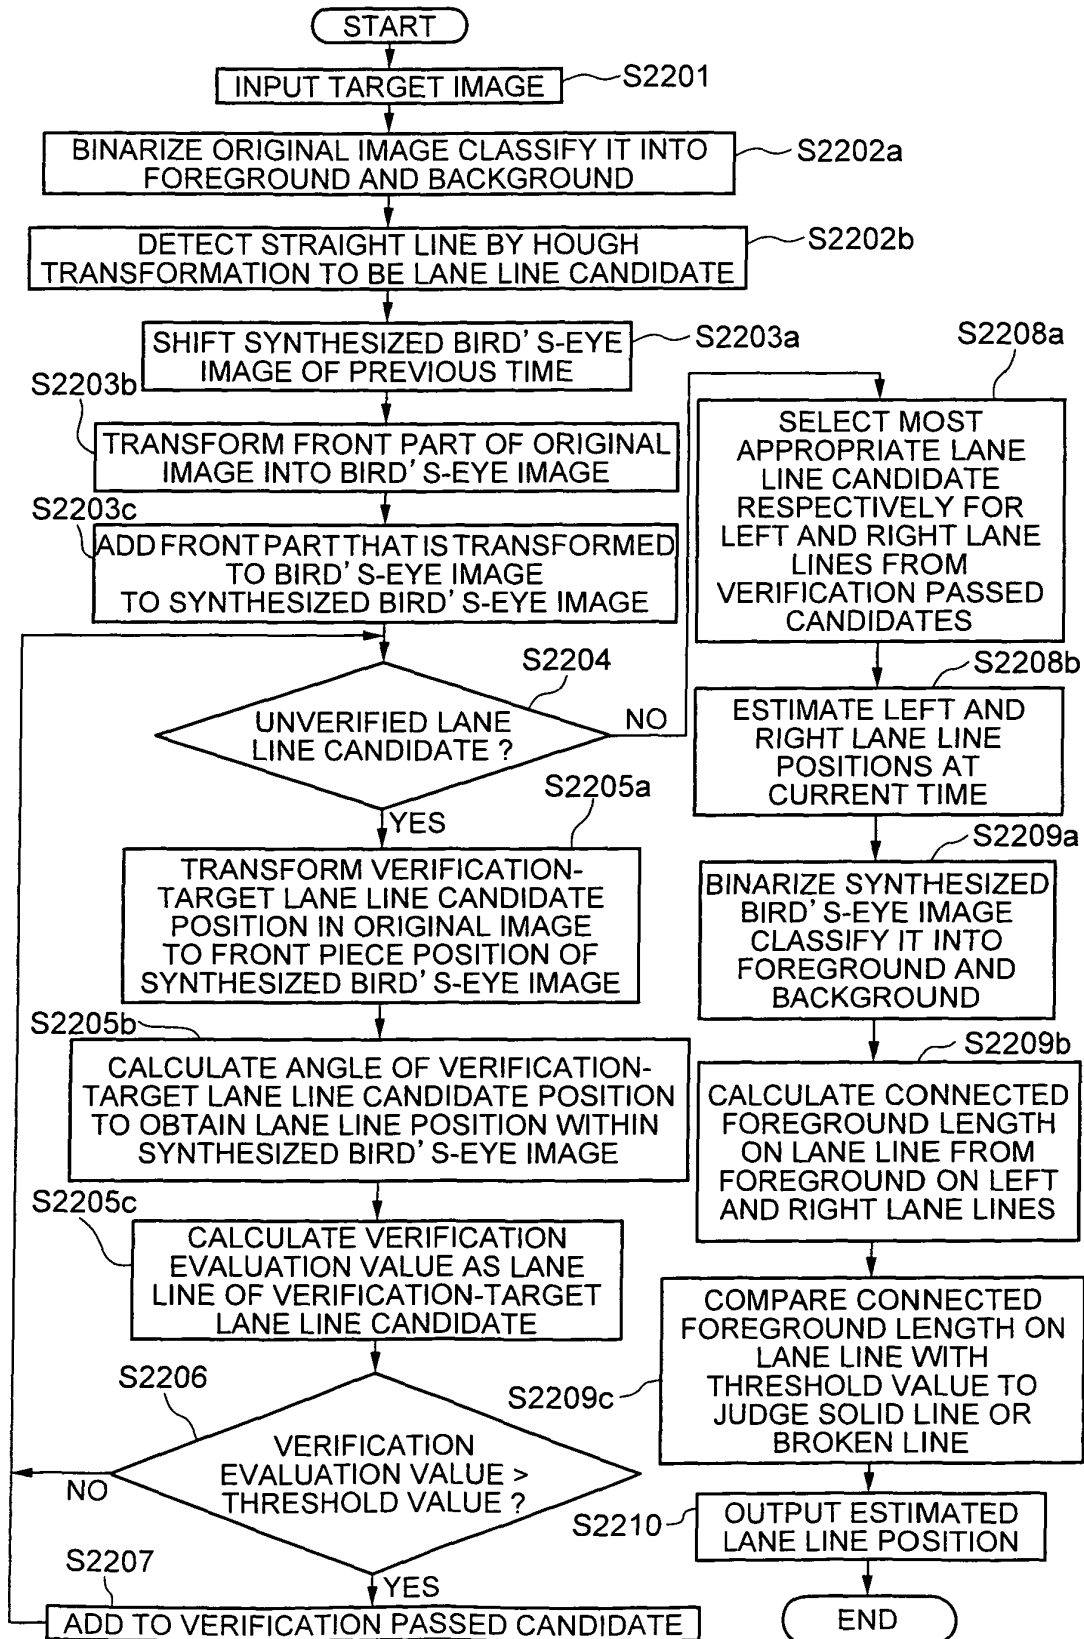 START
INPUT TARGET IMAGE
S2201
BINARIZE ORIGINAL IMAGE CLASSIFY IT INTO
FOREGROUND AND BACKGROUND
S2202a
DETECT STRAIGHT LINE BY HOUGH
TRANSFORMATION TO BE LANE LINE CANDIDATE
S2202b
SHIFT SYNTHESIZED BIRD'S-EYE
IMAGE OF PREVIOUS TIME
S2203a
S2203b
TRANSFORM FRONT PART OF ORIGINAL
IMAGE INTO BIRD'S-EYE IMAGE
S2203c
ADD FRONT PART THAT IS TRANSFORMED
TO BIRD'S-EYE IMAGE
TO SYNTHESIZED BIRD'S-EYE IMAGE
S2204
UNVERIFIED LANE
LINE CANDIDATE ?
NO
YES
S2205a
TRANSFORM VERIFICATION-
TARGET LANE LINE CANDIDATE
POSITION IN ORIGINAL IMAGE
TO FRONT PIECE POSITION OF
SYNTHESIZED BIRD'S-EYE IMAGE
S2205b
CALCULATE ANGLE OF VERIFICATION-
TARGET LANE LINE CANDIDATE POSITION
TO OBTAIN LANE LINE POSITION WITHIN
SYNTHESIZED BIRD'S-EYE IMAGE
S2205c
CALCULATE VERIFICATION
EVALUATION VALUE AS LANE
LINE OF VERIFICATION-TARGET
LANE LINE CANDIDATE
S2206
VERIFICATION
EVALUATION VALUE >
THRESHOLD VALUE ?
NO
YES
S2207
ADD TO VERIFICATION PASSED CANDIDATE
S2208a
SELECT MOST
APPROPRIATE LANE
LINE CANDIDATE
RESPECTIVELY FOR
LEFT AND RIGHT LANE
LINES FROM
VERIFICATION PASSED
CANDIDATES
S2208b
ESTIMATE LEFT AND
RIGHT LANE LINE
POSITIONS AT
CURRENT TIME
S2209a
BINARIZE SYNTHESIZED
BIRD'S-EYE IMAGE
CLASSIFY IT INTO
FOREGROUND AND
BACKGROUND
S2209b
CALCULATE CONNECTED
FOREGROUND LENGTH
ON LANE LINE FROM
FOREGROUND ON LEFT
AND RIGHT LANE LINES
S2209c
COMPARE CONNECTED
FOREGROUND LENGTH ON
LANE LINE WITH
THRESHOLD VALUE TO
JUDGE SOLID LINE OR
BROKEN LINE
S2210
OUTPUT ESTIMATED
LANE LINE POSITION
END